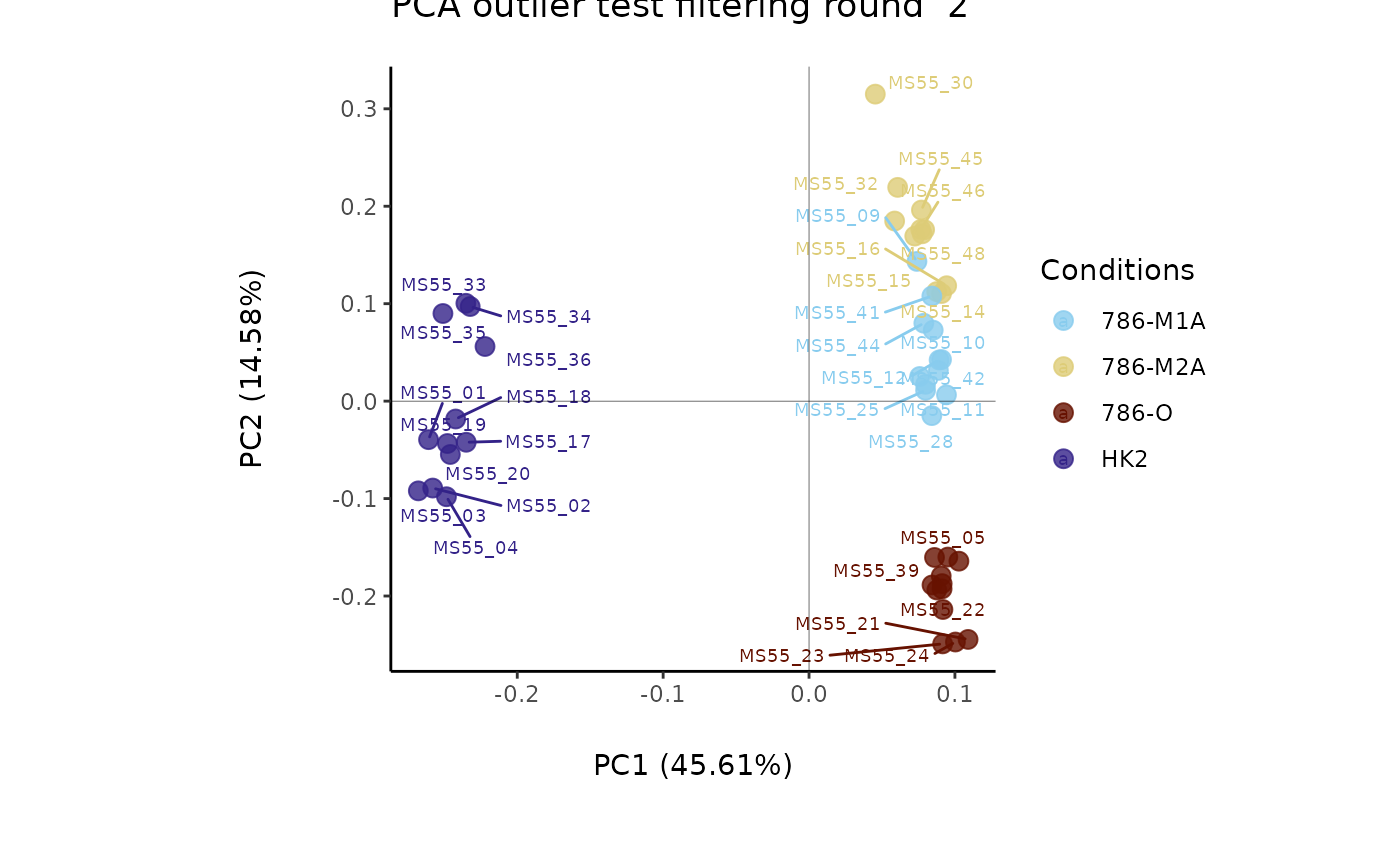 PCA outlier test filtering round  2
0.3
0.2
0.1
0.0
-0.1
-0.2
PC2 (14.58%)
MS55_30
MS55_45
MS55_32
MS55_46
MS55_09
MS55_16
MS55_48
MS55_15
MS55_33
MS55_34
MS55_41
MS55_14
MS55_35
MS55_44
MS55_10
MS55_36
MS55_12
MS55_42
MS55_01
MS55_18
MS55_25
MS55_11
MS55_19
MS55_17
MS55_28
MS55_20
MS55_02
MS55_03
MS55_04
MS55_05
MS55_39
MS55_22
MS55_21
MS55_23
MS55_24
-0.2
-0.1
0.0
0.1
PC1 (45.61%)
Conditions
a 786-M1A
a 786-M2A
a 786-O
a HK2